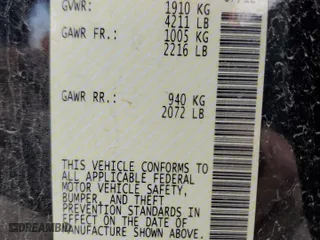 GVWR: 1910 KG
4211 LB
GAWR FR.: 1005 KG
2216 LB
GAWR RR.: 940 KG
2072 LB
THIS VEHICLE CONFORMS TO
ALL APPLICABLE FEDERAL
MOTOR VEHICLE SAFETY,
BUMPER, AND THEFT
PREVENTION STANDARDS IN
EFFECT ON THE DATE OF
MANUFACTURE SHOWN ABOVE.